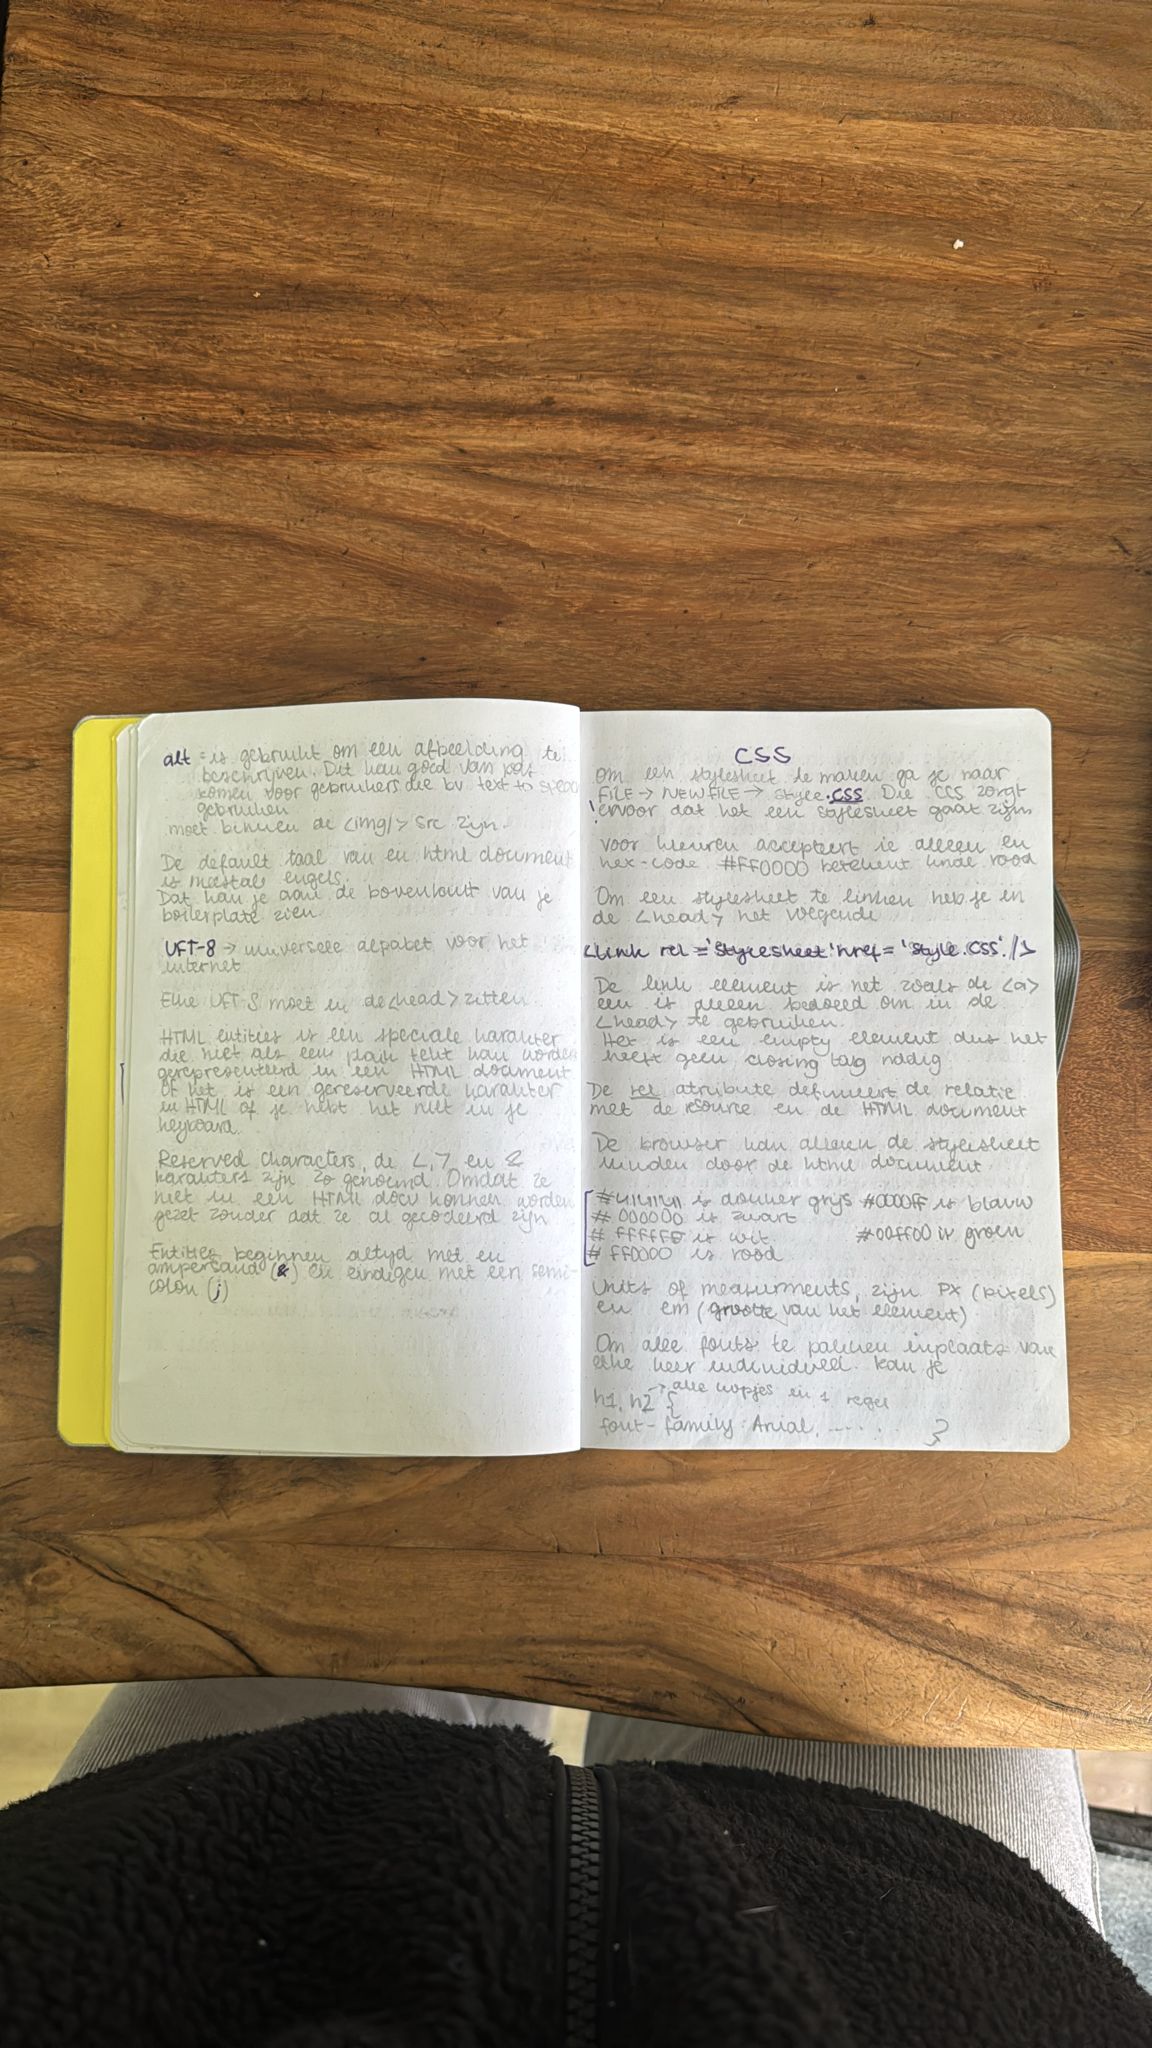 alt = is gebruikt om een afbeelding te
beschrijven. Dit kan goed van pas
komen voor gebruikers die bv text to speach
gebruiken
moet binnen de <img/> src zijn.
De default taal van en html document
is meestal engels.
Dat kan je aan de bovenkant van je
boilerplate zien
UFT-8 → universele alpabet voor het
internet
Elke UFT-8 moet in de <head> zitten
HTML entities is een speciale karakter
die niet als een plain tekt kan worden
gerepresenteerd in een HTML document
Of het is een gereserveerde karakter
in HTML of je hebt het niet in je
keyboard.
Reserved characters, de <, > en &
karakters zijn zo genoemd. Omdat ze
niet in een HTML docu konnen worden
gezet zonder dat ze al gecodeerd zijn
Entities beginnen altyd met en
ampersand (&) en eindigen met een semi-
colon (;)
CSS
Om een stylesheet te maken ga je naar
FILE → NEW FILE → style.CSS. Die CSS zorgt
ervoor dat het een stylesheet gaat zijn
voor kleuren accepteert ie alleen en
hex-code #FF0000 betekent rood
Om een stylesheet te linken heb je in
de <head> het volgende
<link rel = 'stylesheet' href = 'style.CSS' />
De link element is net zoals de <a>
een is alleen bedoeld om in de
<head> te gebruiken.
Het is een empty element dus het
heeft geen closing tag nodig
De rel atribute definieert de relatie
met de resource en de HTML document
De browser kan alleen de stylesheet
vinden door de html document
is donker grijs #0000FF is blauw
# 000000 is zwart
# FFFFFF is wit #00FF00 is groen
# FF0000 is rood
Units of measurments, zijn PX (pixels)
en em (grootte van het element)
Om alle fonts te pakken inplaats van
elke keer individueel kan je
→ alle kopjes in 1 regel
h1, h2 {
font-family: Arial, ..... }